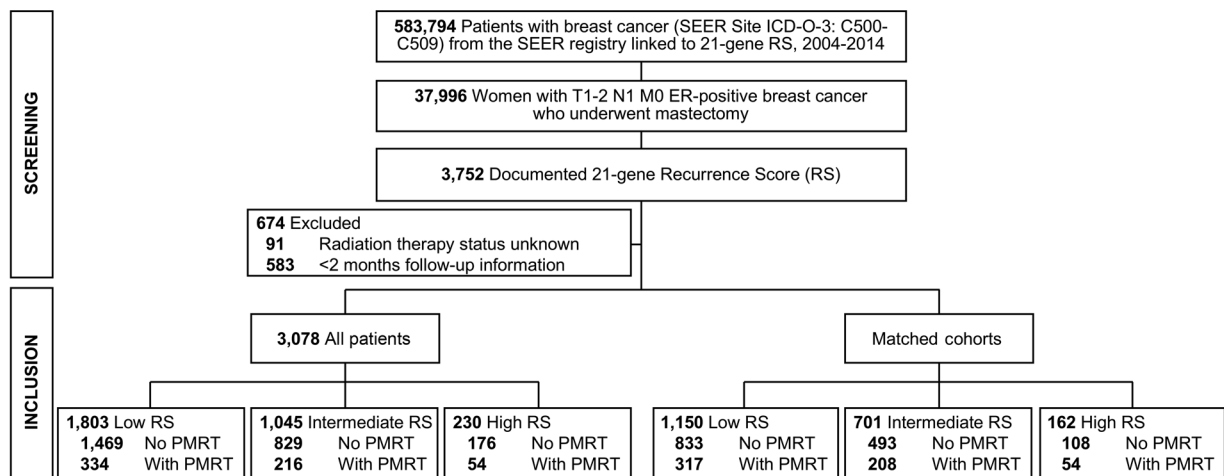 SCREENING
583,794 Patients with breast cancer (SEER Site ICD-O-3: C500-
C509) from the SEER registry linked to 21-gene RS, 2004-2014
37,996 Women with T1-2 N1 M0 ER-positive breast cancer
who underwent mastectomy
3,752 Documented 21-gene Recurrence Score (RS)
674 Excluded
91 Radiation therapy status unknown
583 <2 months follow-up information
INCLUSION
3,078 All patients
Matched cohorts
1,803 Low RS
1,469 No PMRT
334 With PMRT
1,045 Intermediate RS
829 No PMRT
216 With PMRT
230 High RS
176 No PMRT
54 With PMRT
1,150 Low RS
833 No PMRT
317 With PMRT
701 Intermediate RS
493 No PMRT
208 With PMRT
162 High RS
108 No PMRT
54 With PMRT